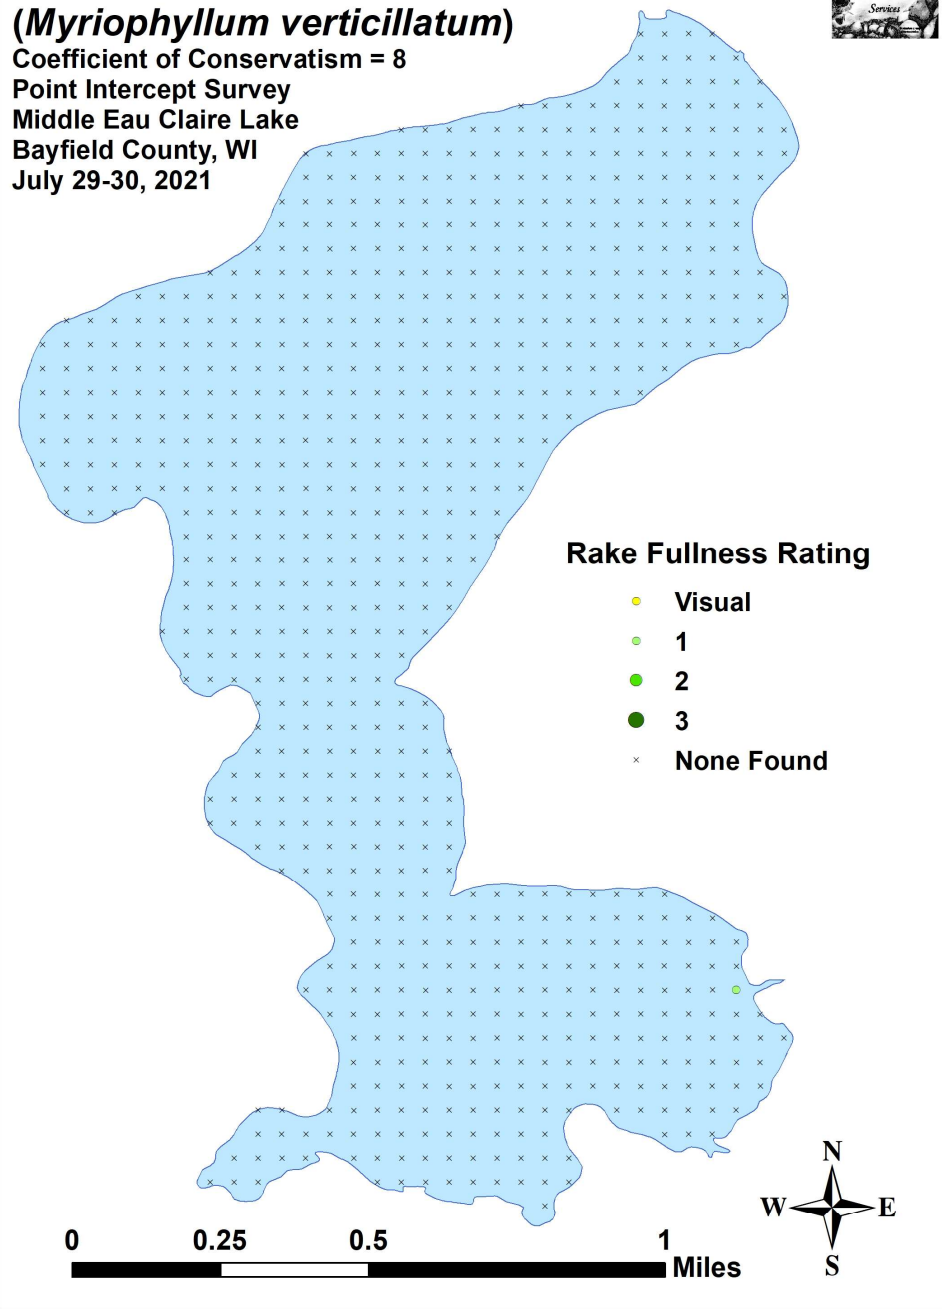 Services
(Myriophyllum verticillatum)
Coefficient of Conservatism = 8
Point Intercept Survey
Middle Eau Claire Lake
Bayfield County, WI
July 29-30, 2021
Rake Fullness Rating
Visual
1
2
3
None Found
N
W E
S
0 0.25 0.5 1
Miles